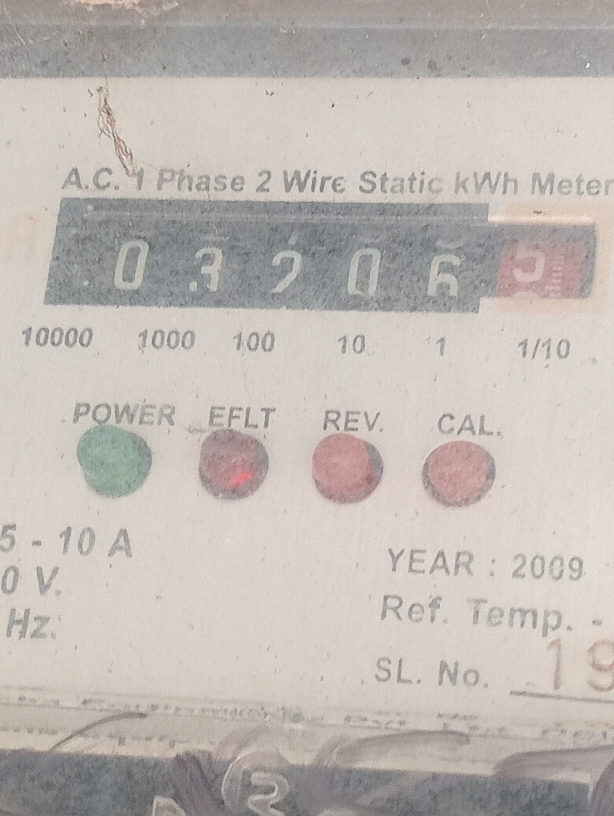 A.C. 1 Phase 2 Wire Static kWh Meter
0 3 2 0 6 5
10000 1000 100 10 1 1/10
POWER EFLT REV. CAL.
5 - 10 A
0 V.
Hz.
YEAR : 2009
Ref. Temp. -
SL. No. 19